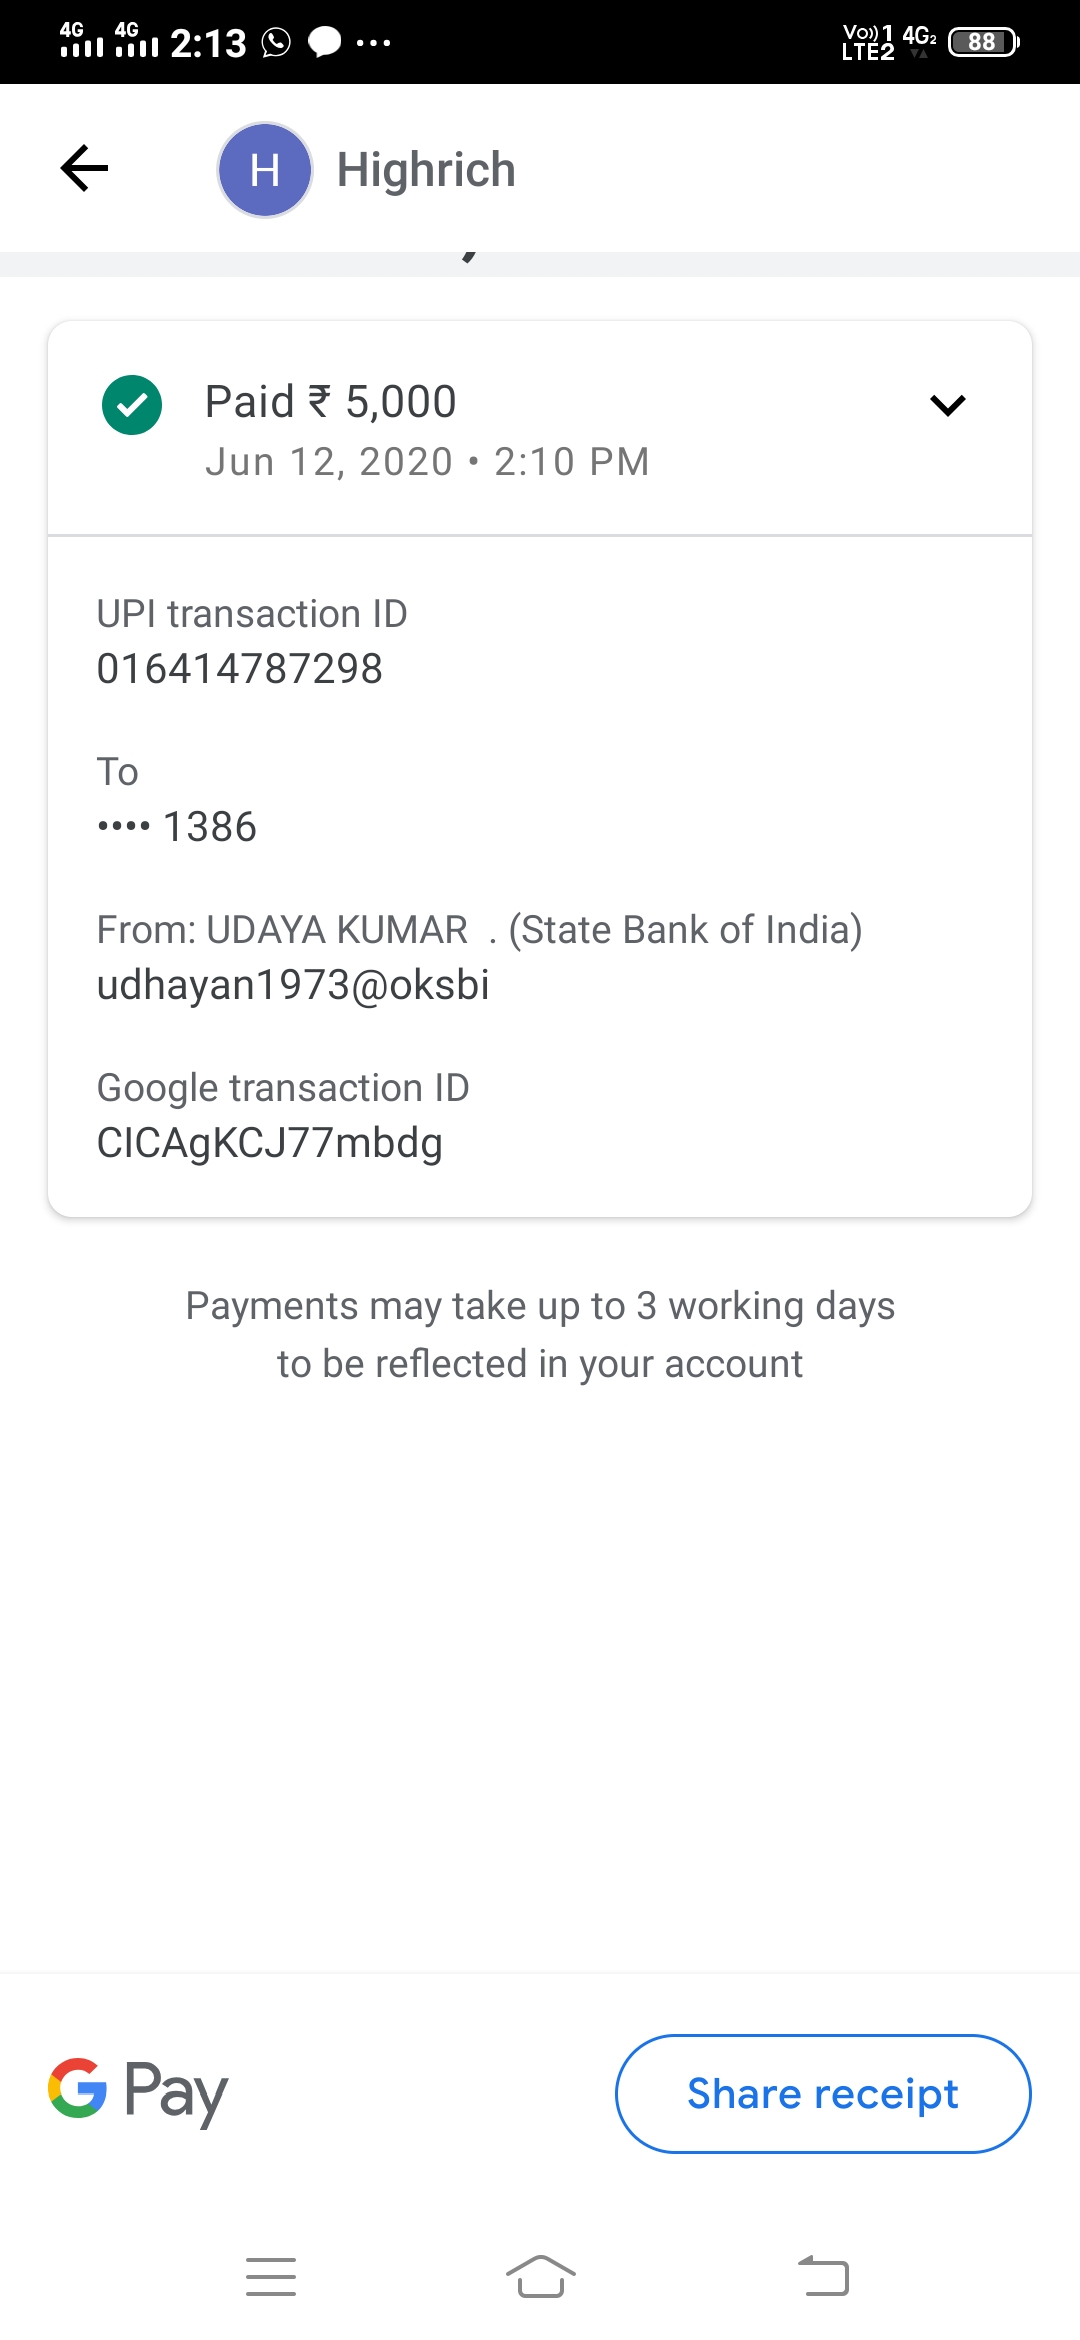 4G 4G 2:13
Vo)) 1 4G2
LTE2
88
H Highrich
Paid ₹ 5,000
Jun 12, 2020 • 2:10 PM
UPI transaction ID
016414787298
To
•••• 1386
From: UDAYA KUMAR . (State Bank of India)
udhayan1973@oksbi
Google transaction ID
CICAgKCJ77mbdg
Payments may take up to 3 working days
to be reflected in your account
G Pay
Share receipt